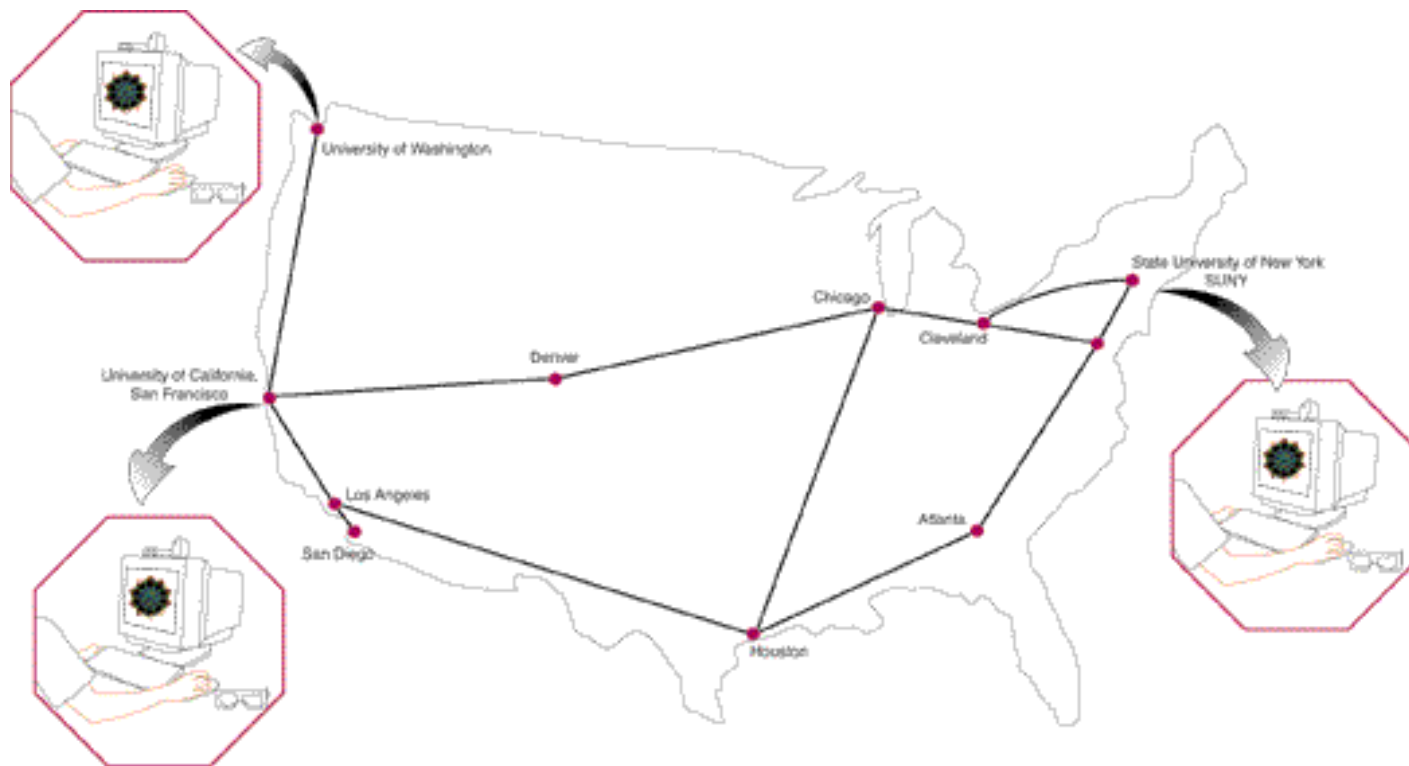 University of Washington
State University of New York
SUNY
Chicago
Cleveland
Denver
University of California,
San Francisco
Los Angeles
Atlanta
San Diego
Houston